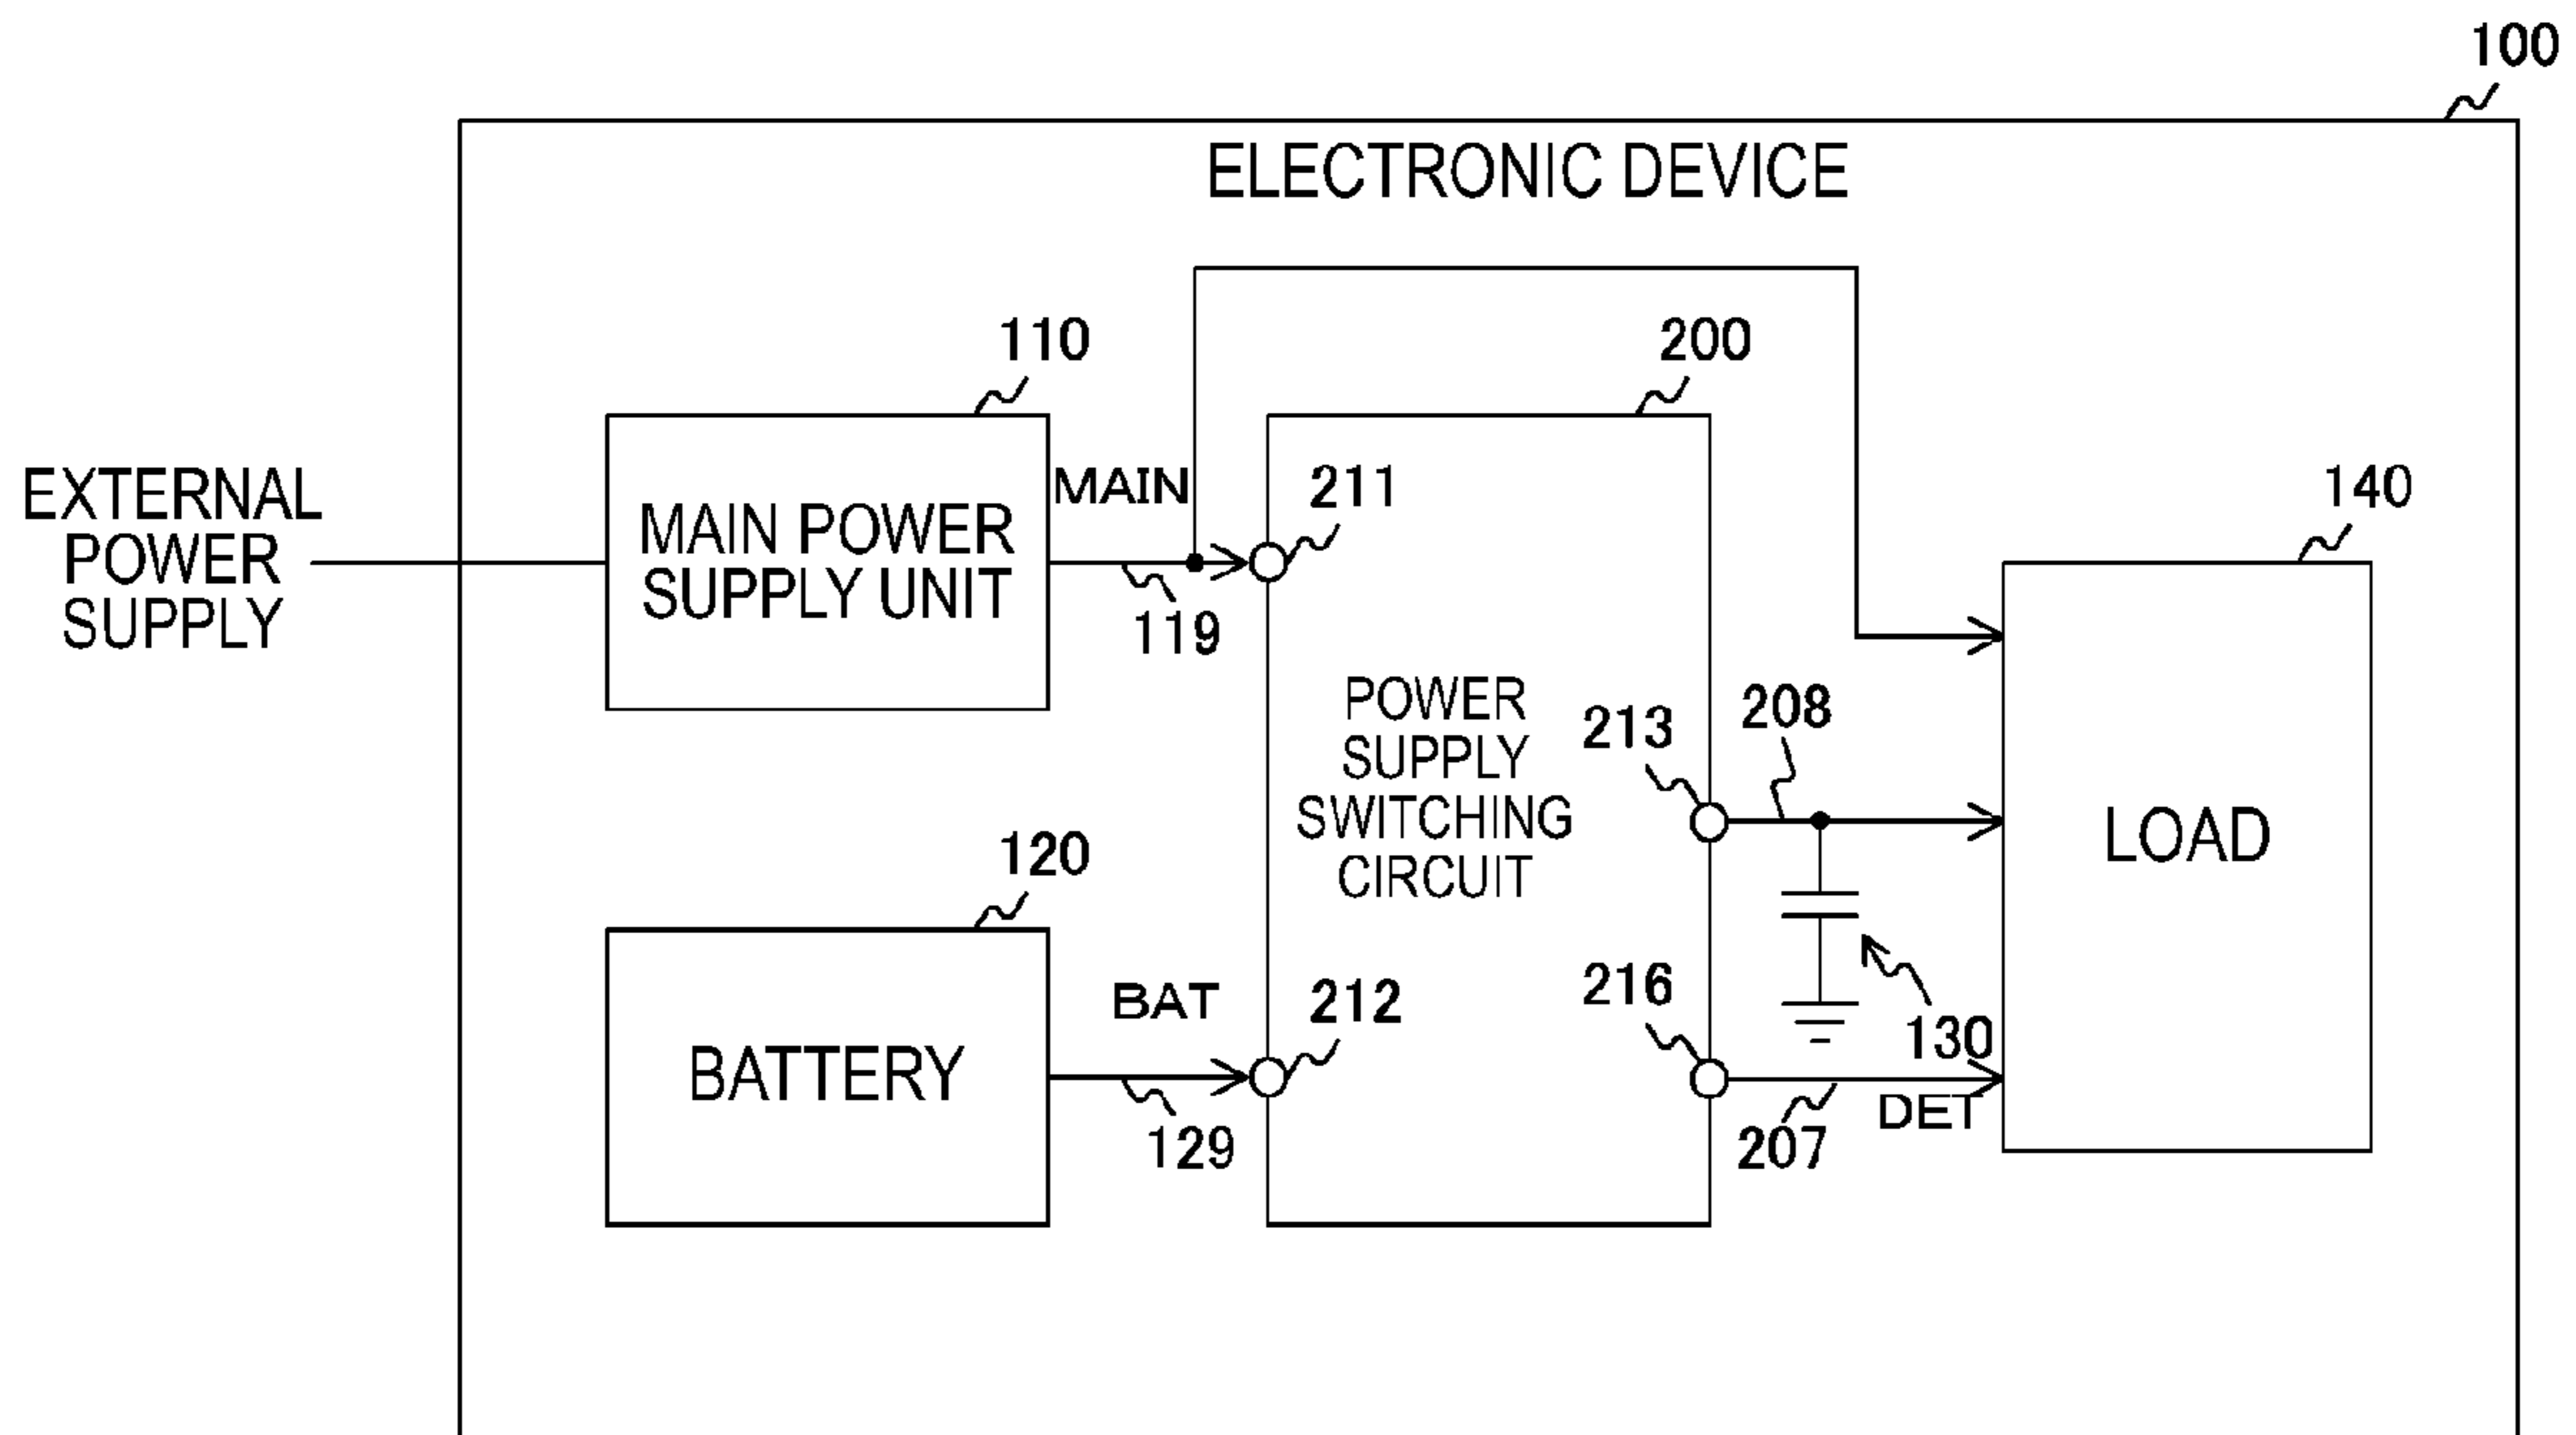 100
ELECTRONIC DEVICE
110
200
EXTERNAL
POWER
SUPPLY
MAIN POWER
SUPPLY UNIT
MAIN
119
211
140
POWER
SUPPLY
SWITCHING
CIRCUIT
213
208
LOAD
120
BATTERY
BAT
129
212
216
130
207
DET